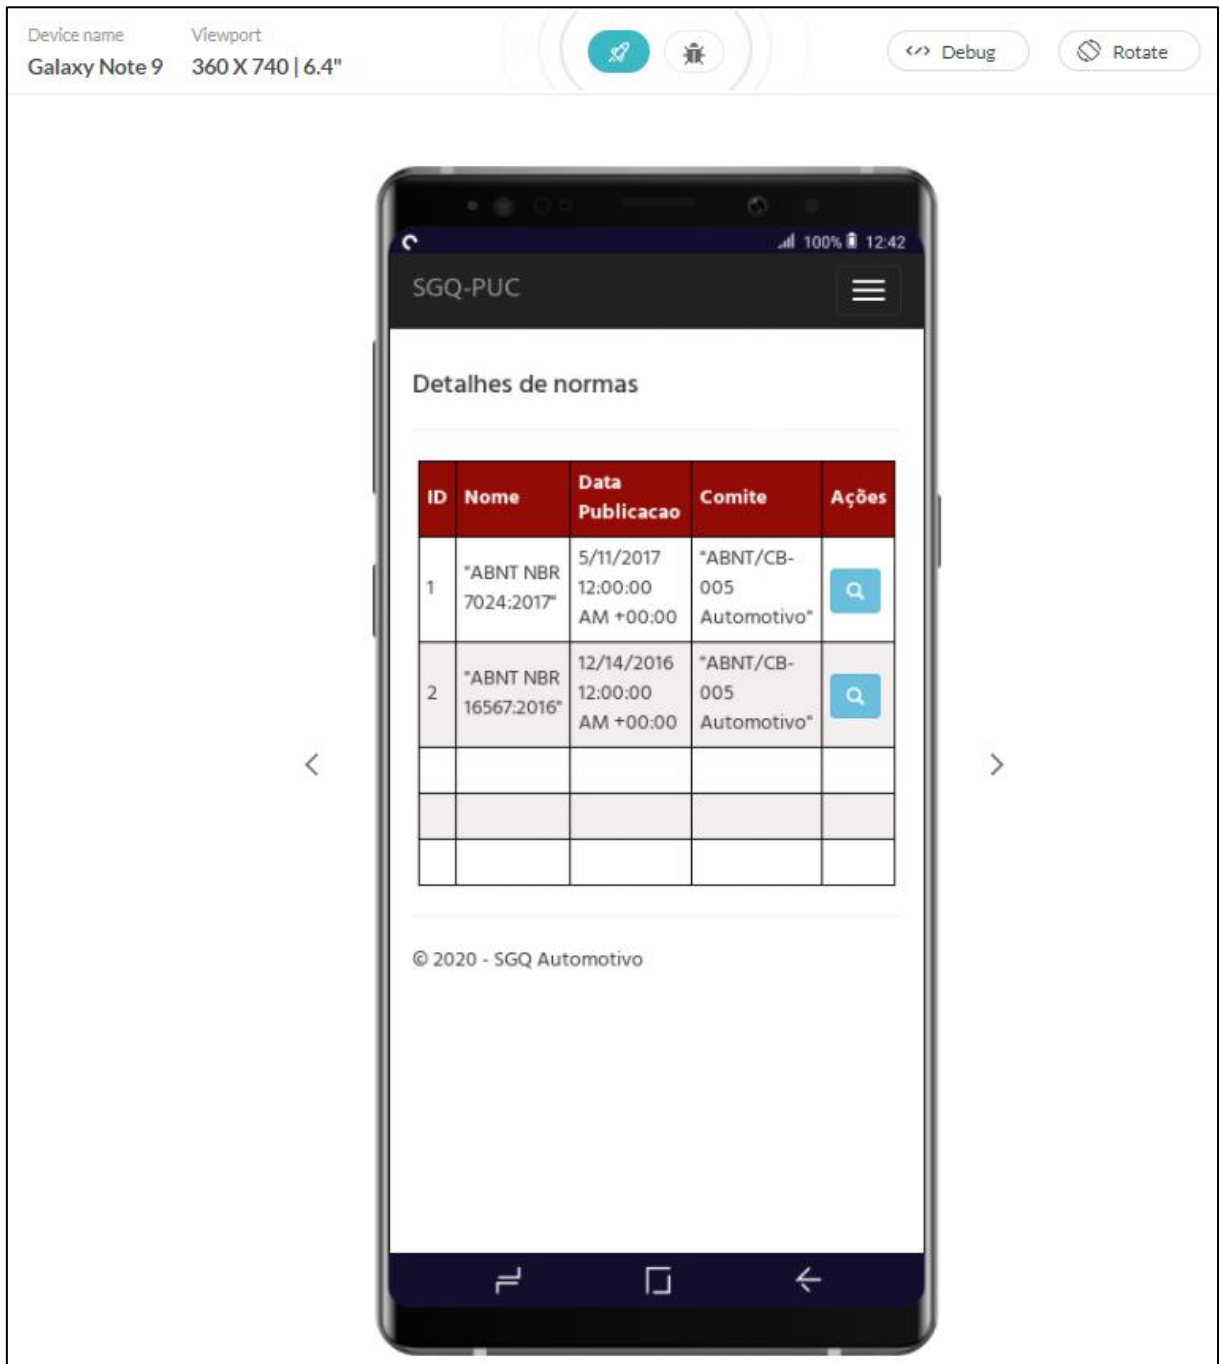 Device name Viewport
Galaxy Note 9 360 X 740 | 6.4"
</> Debug Rotate
100% 12:42
SGQ-PUC
Detalhes de normas
ID Nome Data Publicacao Comite Ações
1 "ABNT NBR 7024:2017" 5/11/2017 12:00:00 AM +00:00 "ABNT/CB-005 Automotivo"
2 "ABNT NBR 16567:2016" 12/14/2016 12:00:00 AM +00:00 "ABNT/CB-005 Automotivo"
© 2020 - SGQ Automotivo